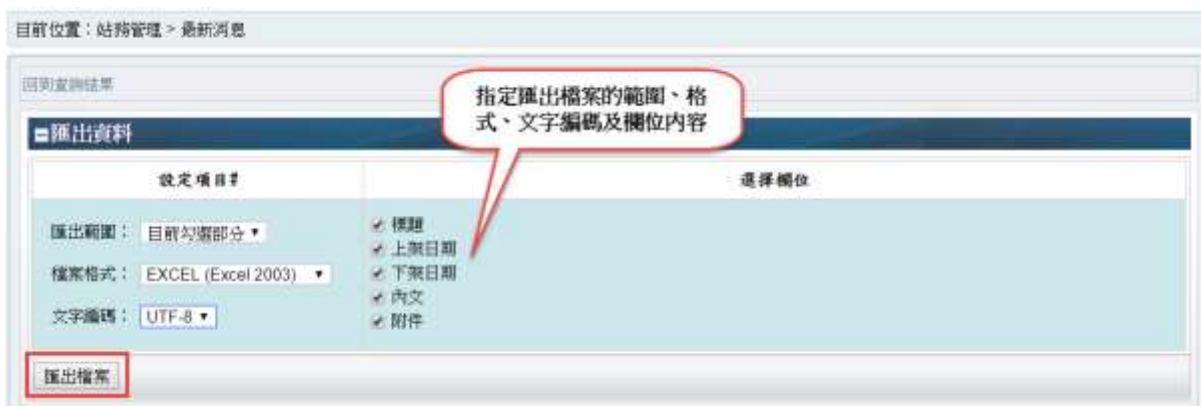 目前位置：站務管理 > 最新消息
回到查詢結果
指定匯出檔案的範圍、格
式、文字編碼及欄位內容
匯出資料
設定項目 選擇欄位
匯出範圍： 目前勾選部分
標題
上架日期
檔案格式： EXCEL (Excel 2003)
下架日期
內文
文字編碼： UTF-8
附件
匯出檔案